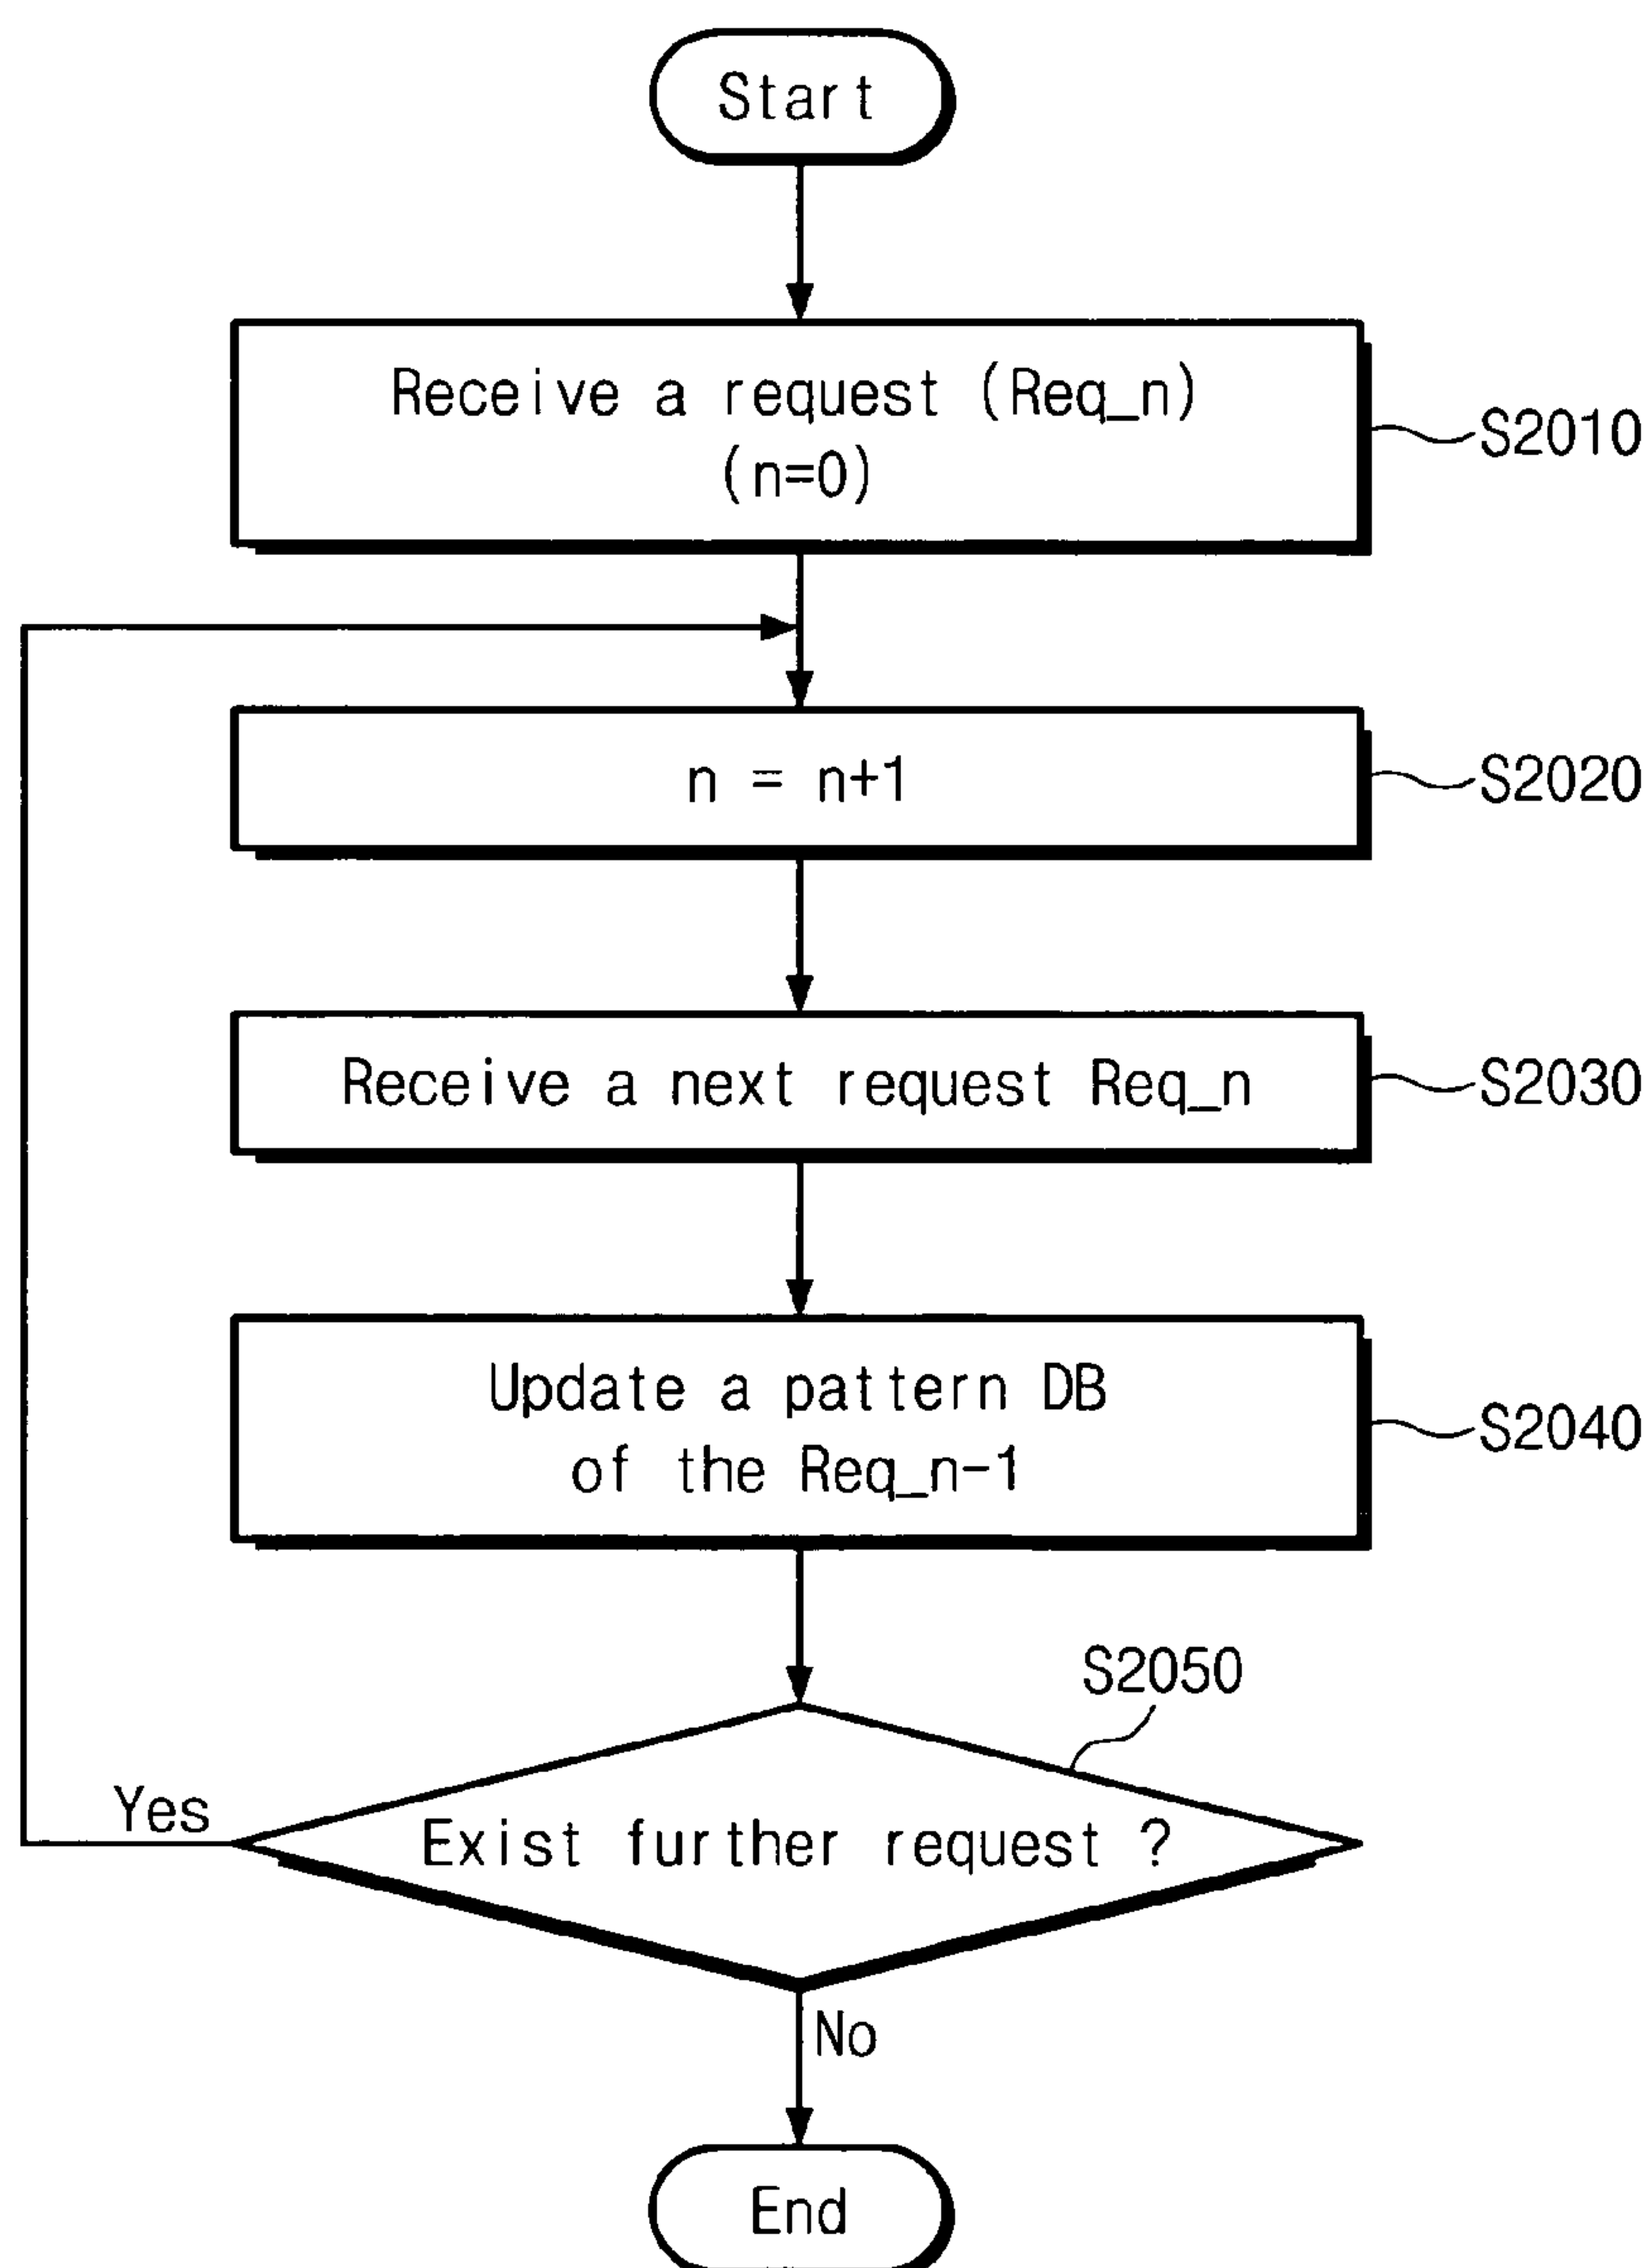 Start
Receive a request (Req_n)
(n=0)
S2010
n = n+1
S2020
Receive a next request Req_n
S2030
Update a pattern DB
of the Req_n-1
S2040
S2050
Yes
Exist further request ?
No
End